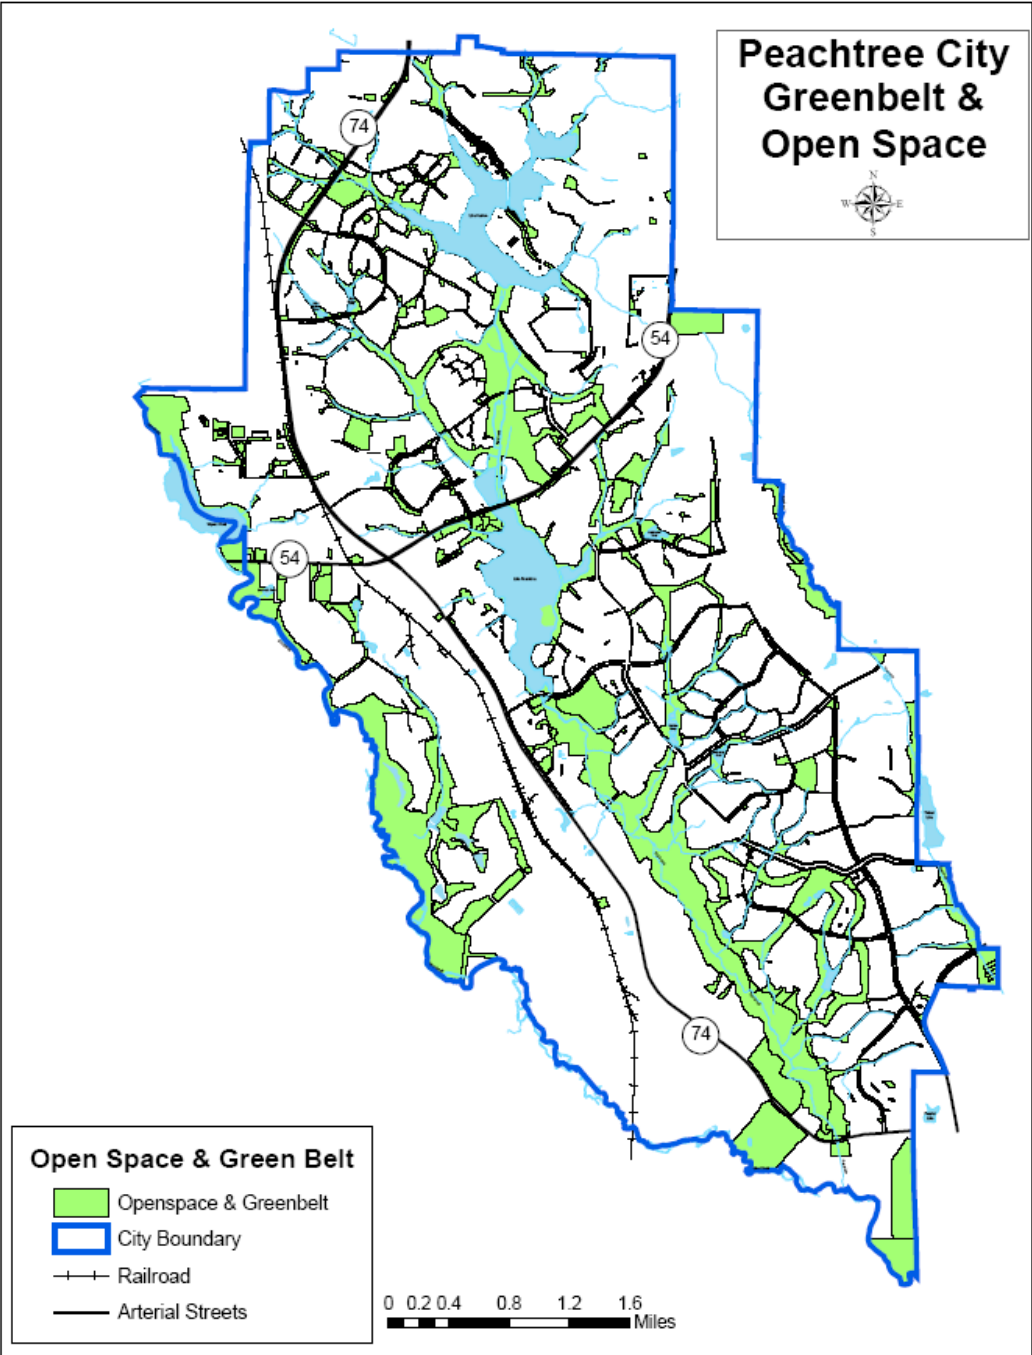 Peachtree City
Greenbelt &
Open Space
N
W E
S
74
54
54
74
Open Space & Green Belt
Openspace & Greenbelt
City Boundary
Railroad
Arterial Streets
0 0.2 0.4 0.8 1.2 1.6
Miles